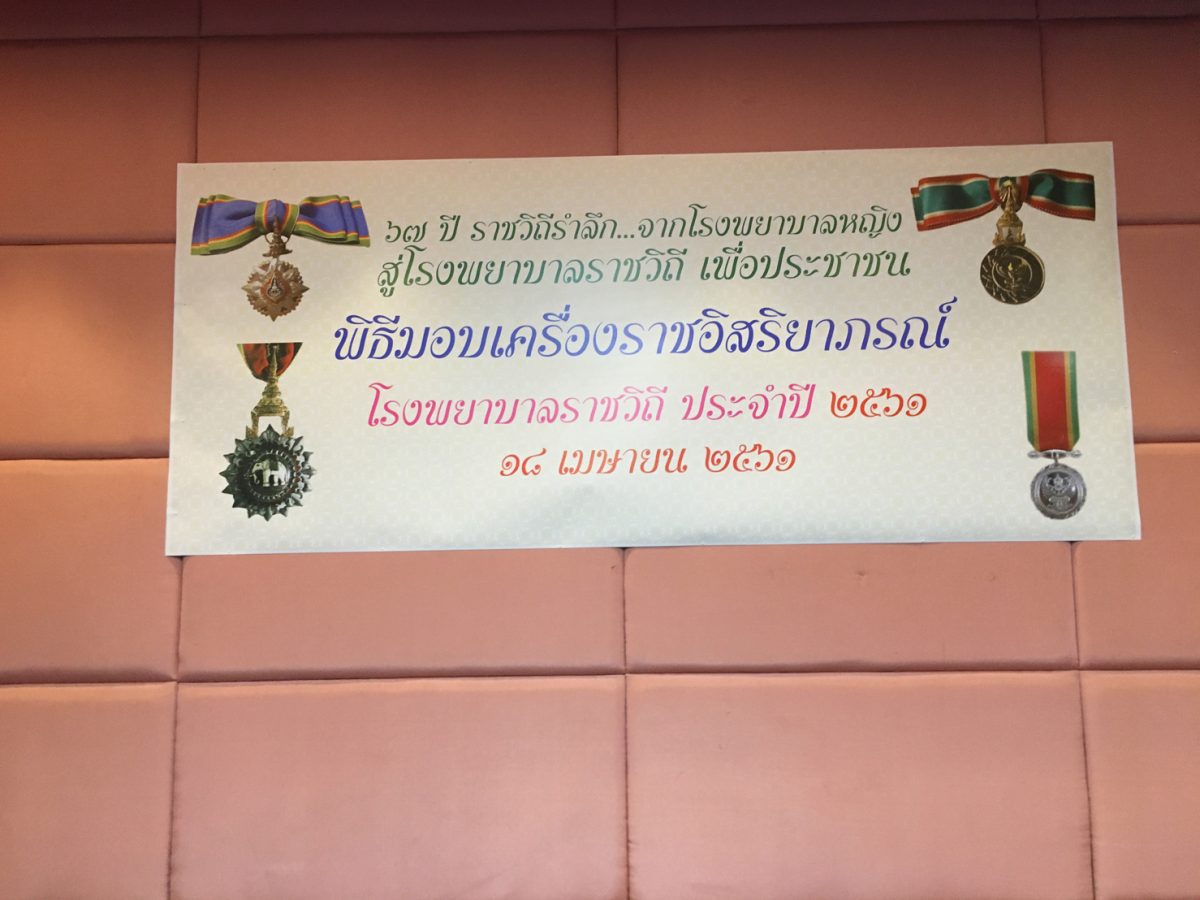 ๖๗ ปี ราชวิถีรำลึก...จากโรงพยาบาลหญิง
สู่โรงพยาบาลราชวิถี เพื่อประชาชน
พิธีมอบเครื่องราชอิสริยาภรณ์
โรงพยาบาลราชวิถี ประจำปี ๒๕๖๑
๑๘ เมษายน ๒๕๖๑